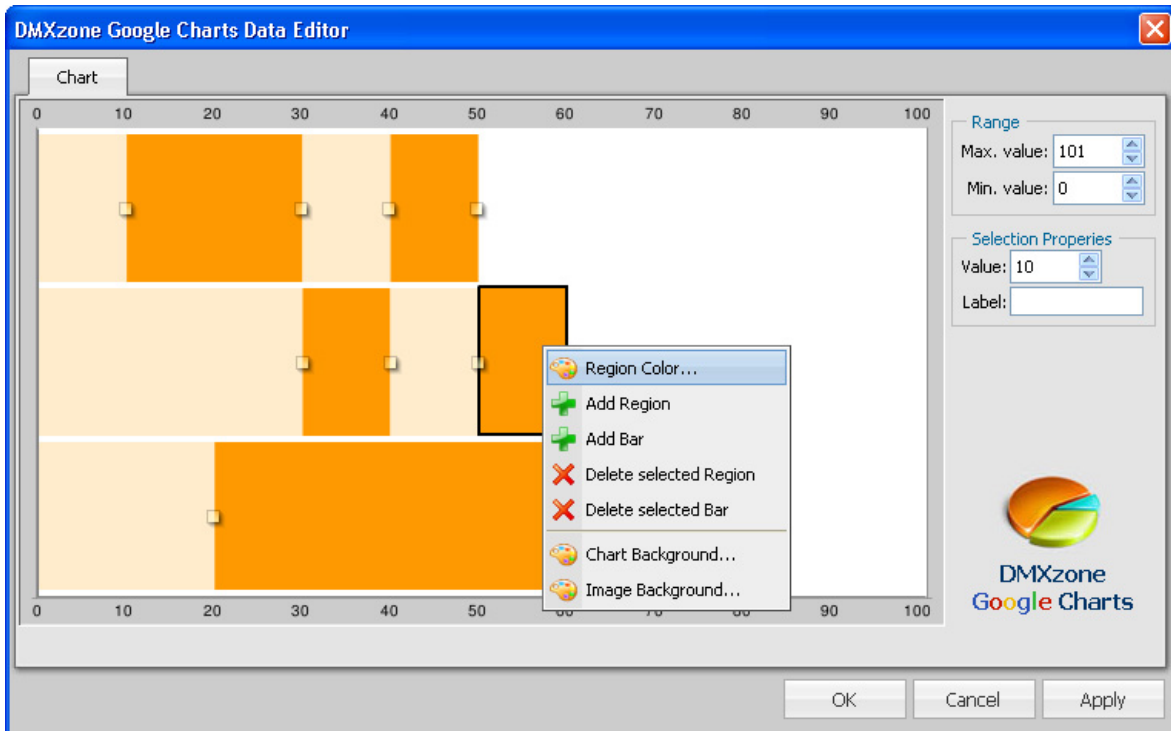 DMXzone Google Charts Data Editor
Chart
0 10 20 30 40 50 60 70 80 90 100
Range
Max. value: 101
Min. value: 0
Selection Properies
Value: 10
Label:
Region Color...
Add Region
Add Bar
Delete selected Region
Delete selected Bar
Chart Background...
Image Background...
DMXzone
Google Charts
0 10 20 30 40 50 60 70 80 90 100
OK Cancel Apply